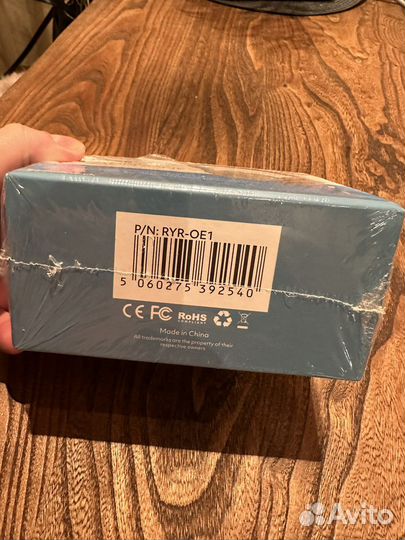 P/N: RYR-OE1
5 060275 392540
CE FC RoHS
COMPLIANT
Made in China
All trademarks are the property of their
respective owners.
Avito